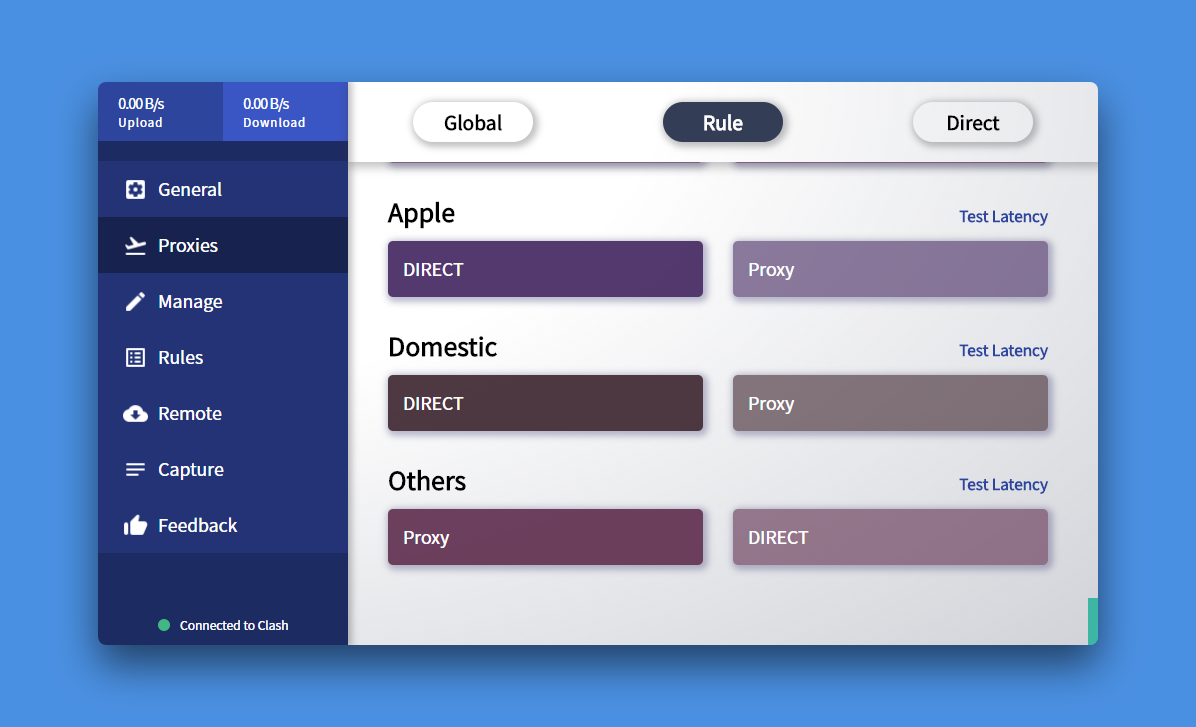 0.00 B/s
Upload
0.00 B/s
Download
General
Proxies
Manage
Rules
Remote
Capture
Feedback
Connected to Clash
Global
Rule
Direct
Apple
Test Latency
DIRECT
Proxy
Domestic
Test Latency
DIRECT
Proxy
Others
Test Latency
Proxy
DIRECT